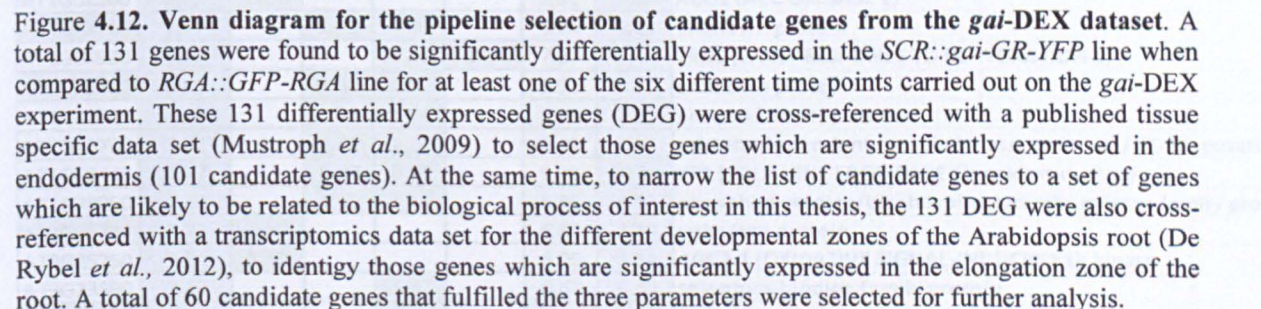 Figure 4.12. Venn diagram for the pipeline selection of candidate genes from the gai-DEX dataset. A
total of 131 genes were found to be significantly differentially expressed in the SCR::gai-GR-YFP line when
compared to RGA::GFP-RGA line for at least one of the six different time points carried out on the gai-DEX
experiment. These 131 differentially expressed genes (DEG) were cross-referenced with a published tissue
specific data set (Mustroph et al., 2009) to select those genes which are significantly expressed in the
endodermis (101 candidate genes). At the same time, to narrow the list of candidate genes to a set of genes
which are likely to be related to the biological process of interest in this thesis, the 131 DEG were also cross-
referenced with a transcriptomics data set for the different developmental zones of the Arabidopsis root (De
Rybel et al., 2012), to identigy those genes which are significantly expressed in the elongation zone of the
root. A total of 60 candidate genes that fulfilled the three parameters were selected for further analysis.